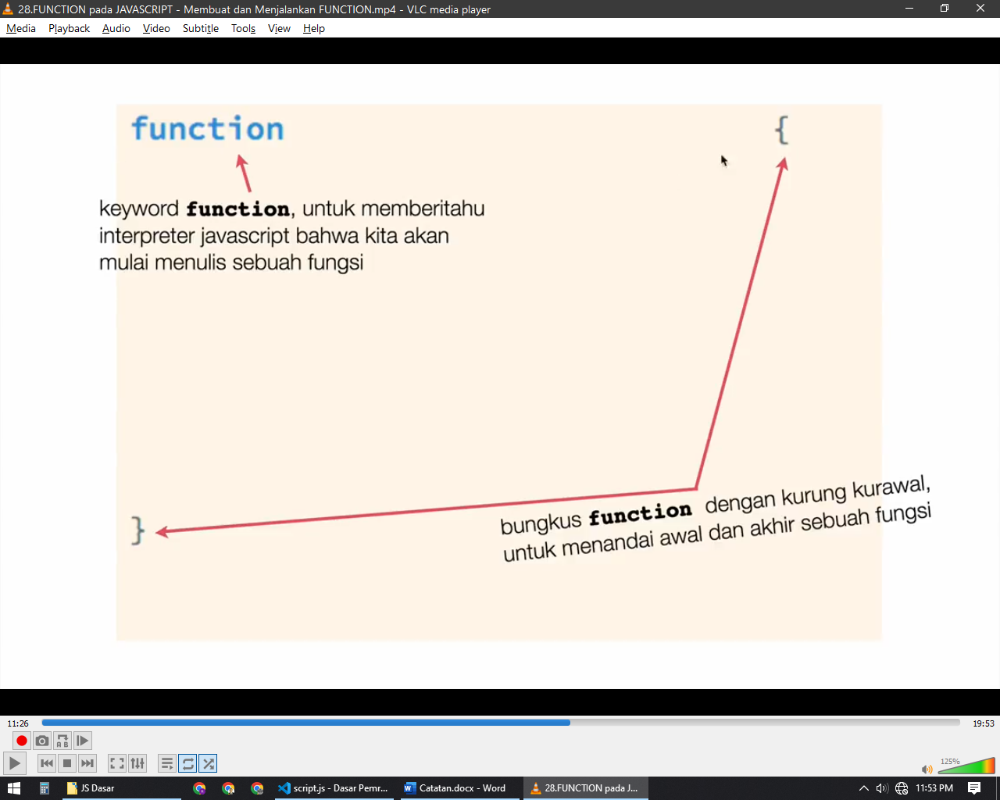 28.FUNCTION pada JAVASCRIPT - Membuat dan Menjalankan FUNCTION.mp4 - VLC media player
Media Playback Audio Video Subtitle Tools View Help
function {
keyword function, untuk memberitahu
interpreter javascript bahwa kita akan
mulai menulis sebuah fungsi
}
bungkus function dengan kurung kurawal,
untuk menandai awal dan akhir sebuah fungsi
11:26 19:53
A B
125%
JS Dasar script.js - Dasar Pemr... Catatan.docx - Word 28.FUNCTION pada J... 11:53 PM